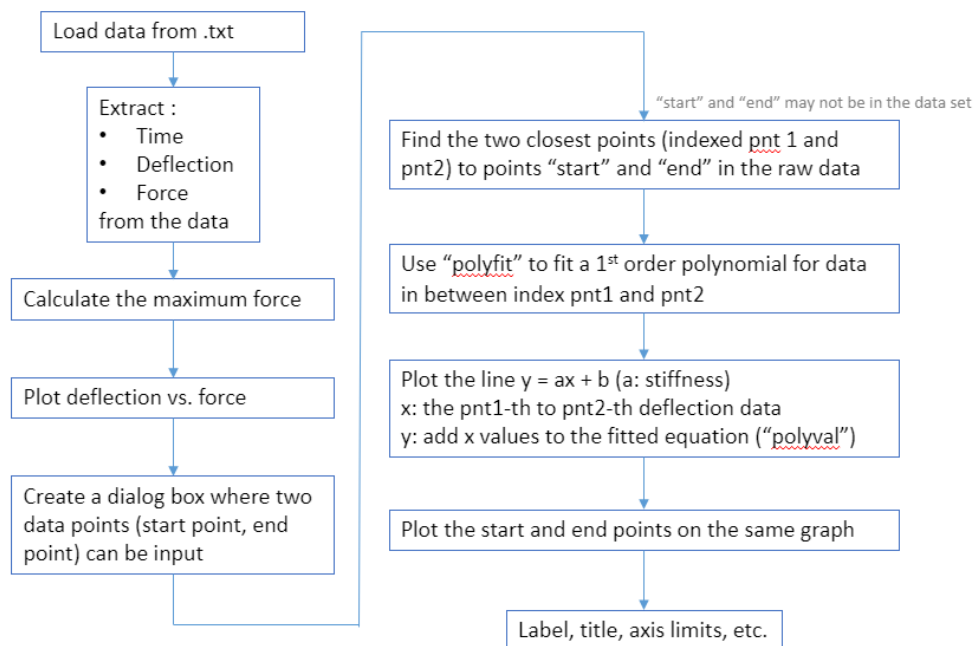 Load data from .txt
Extract :
• Time
• Deflection
• Force
from the data
Calculate the maximum force
Plot deflection vs. force
Create a dialog box where two
data points (start point, end
point) can be input
“start” and “end” may not be in the data set
Find the two closest points (indexed pnt 1 and
pnt2) to points “start” and “end” in the raw data
Use “polyfit” to fit a 1st order polynomial for data
in between index pnt1 and pnt2
Plot the line y = ax + b (a: stiffness)
x: the pnt1-th to pnt2-th deflection data
y: add x values to the fitted equation (“polyval”)
Plot the start and end points on the same graph
Label, title, axis limits, etc.